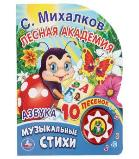 С. Михалков
ЛЕСНАЯ АКАДЕМИЯ
АЗБУКА
10 ПЕСЕНОК
МУЗЫКАЛЬНЫЕ
СТИХИ